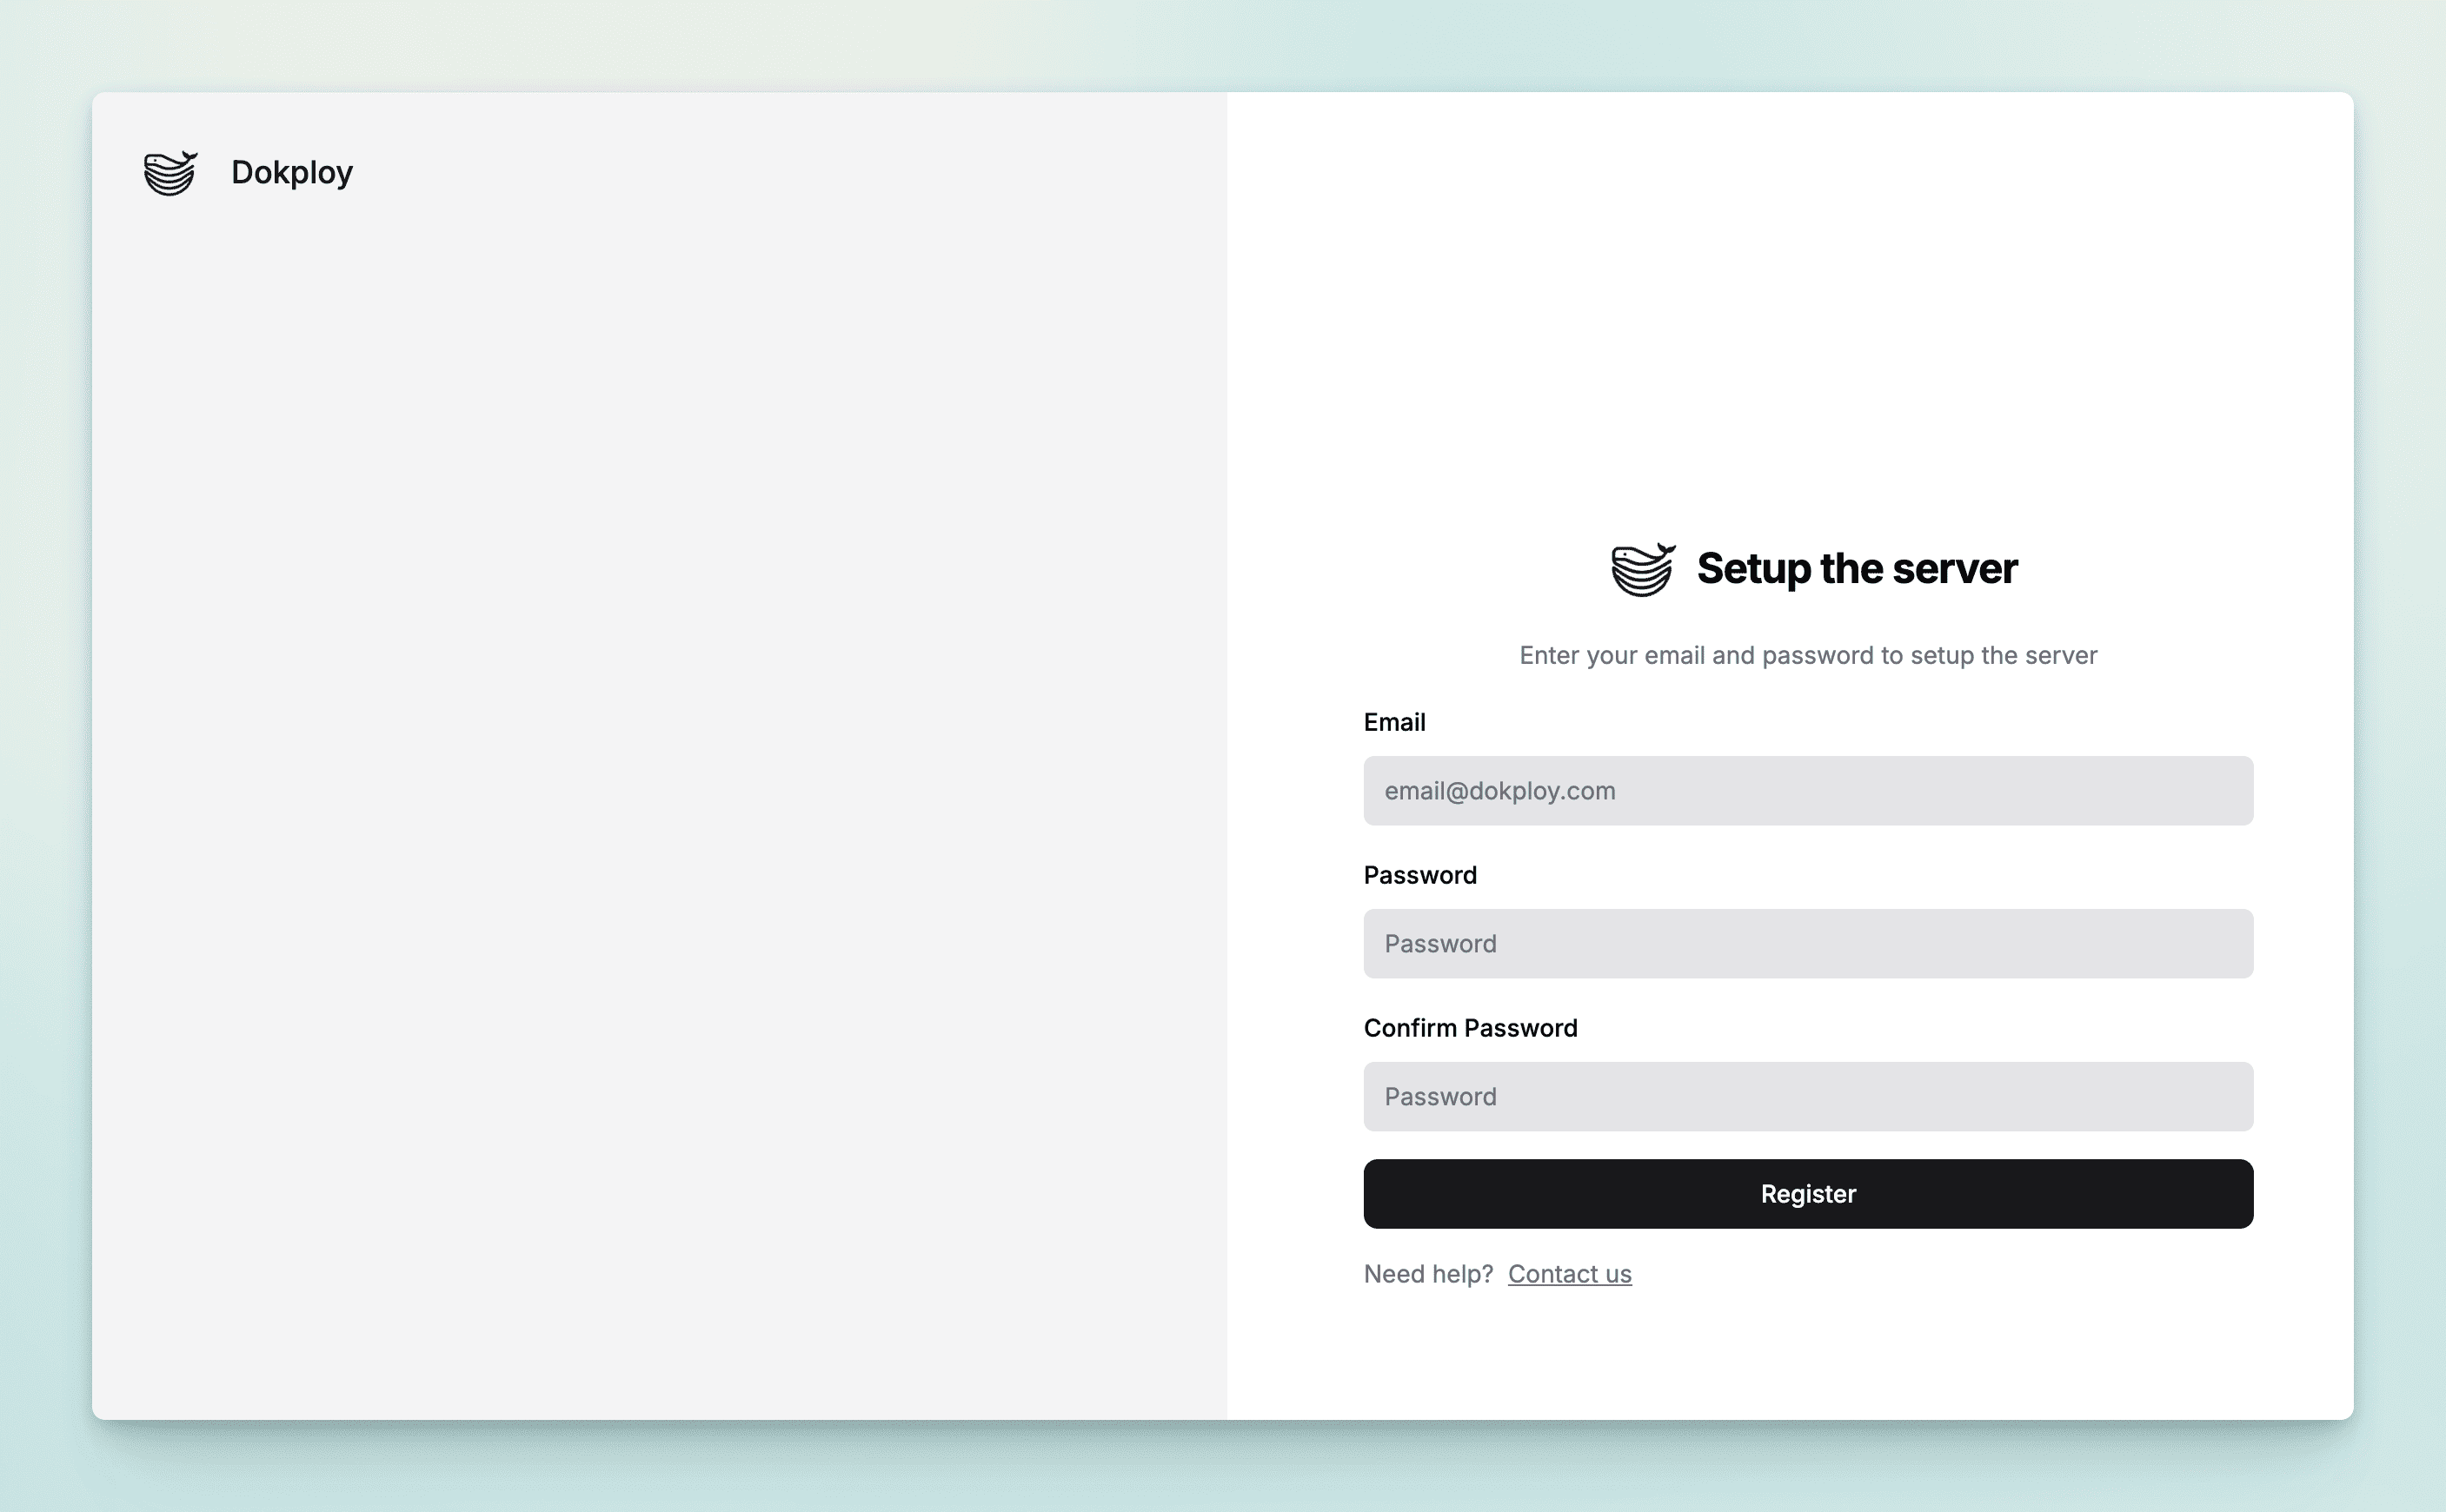 Dokploy
Setup the server
Enter your email and password to setup the server
Email
email@dokploy.com
Password
Password
Confirm Password
Password
Register
Need help? Contact us